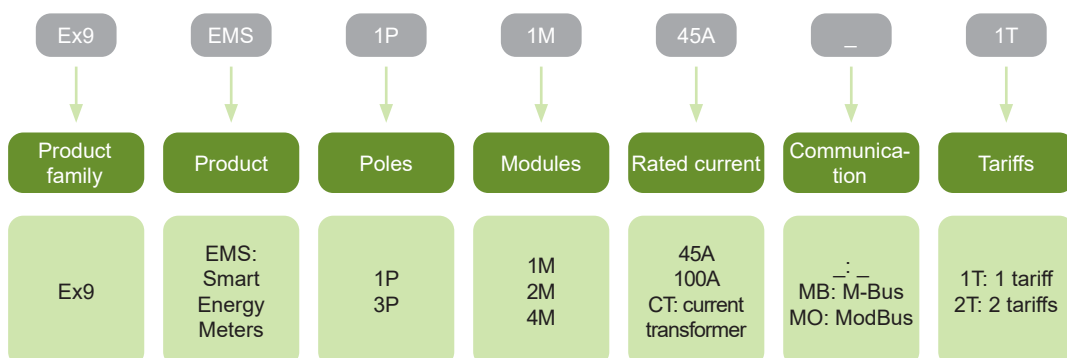 Ex9 EMS 1P 1M 45A _ 1T
Product family
Product
Poles
Modules
Rated current
Communica-
tion
Tariffs
Ex9
EMS:
Smart
Energy
Meters
1P
3P
1M
2M
4M
45A
100A
CT: current
transformer
_: _
MB: M-Bus
MO: ModBus
1T: 1 tariff
2T: 2 tariffs